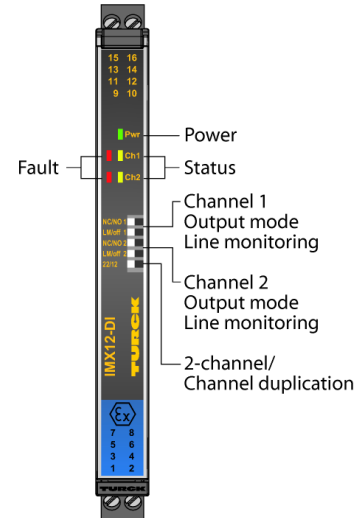 15 16
13 14
11 12
9 10
Pwr
Power
Fault
Ch1
Status
Ch2
NC/NO 1
LM/off 1
NC/NO 2
LM/off 2
22/12
Channel 1
Output mode
Line monitoring
Channel 2
Output mode
Line monitoring
2-channel/
Channel duplication
IMX12-DI
TURCK
Ex
7 8
5 6
3 4
1 2
TURCK